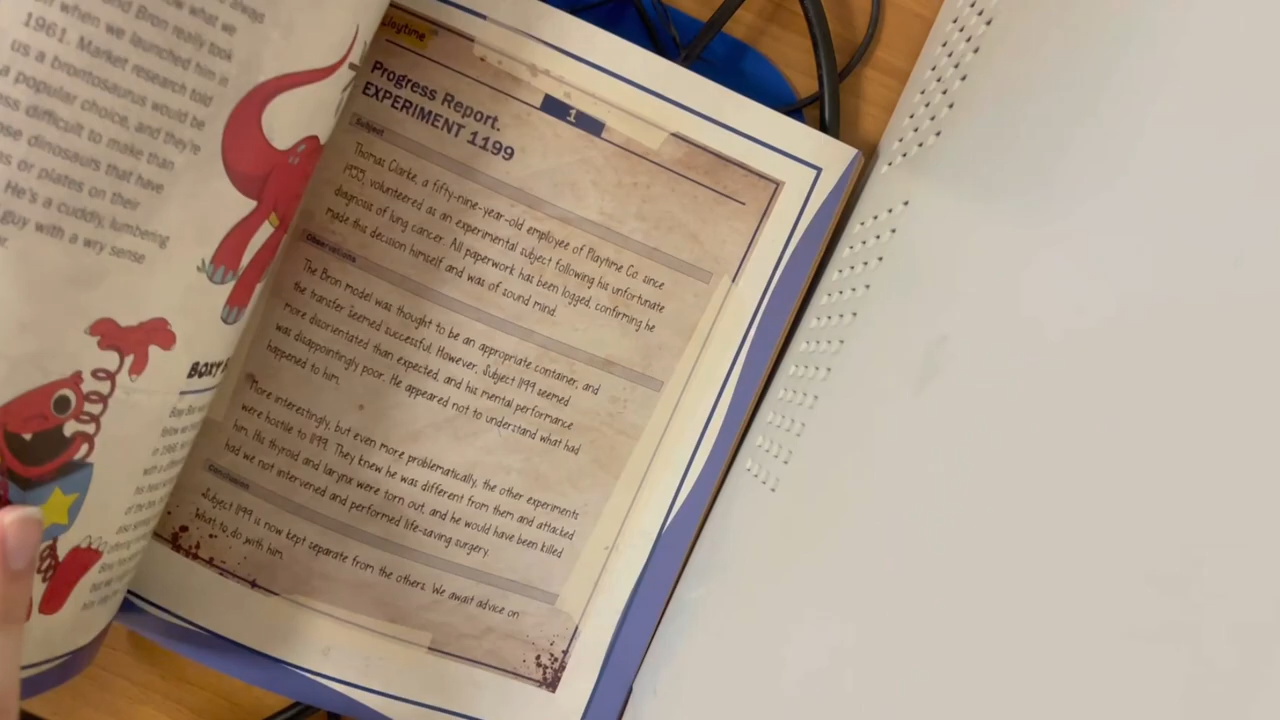 always
and Bron really took
when we launched him in
1961. Market research told
us a brontosaurus would be
a popular choice, and they're
difficult to make than
dinosaurs that have
or plates on their
He's a cuddly, lumbering
guy with a wry sense
BOXY
Playtime
Progress Report.
EXPERIMENT 1199
1
Subject
Thomas Clarke, a fifty-nine-year-old employee of Playtime Co. since
1955, volunteered as an experimental subject following his unfortunate
diagnosis of lung cancer. All paperwork has been logged, confirming he
made this decision himself and was of sound mind.
Observations
The Bron model was thought to be an appropriate container, and
the transfer seemed successful. However, Subject 1199 seemed
more disorientated than expected, and his mental performance
was disappointingly poor. He appeared not to understand what had
happened to him.
More interestingly, but even more problematically, the other experiments
were hostile to 1199. They knew he was different from them and attacked
him. His thyroid and larynx were torn out, and he would have been killed
had we not intervened and performed life-saving surgery.
Conclusion
Subject 1199 is now kept separate from the others. We await advice on
what to do with him.